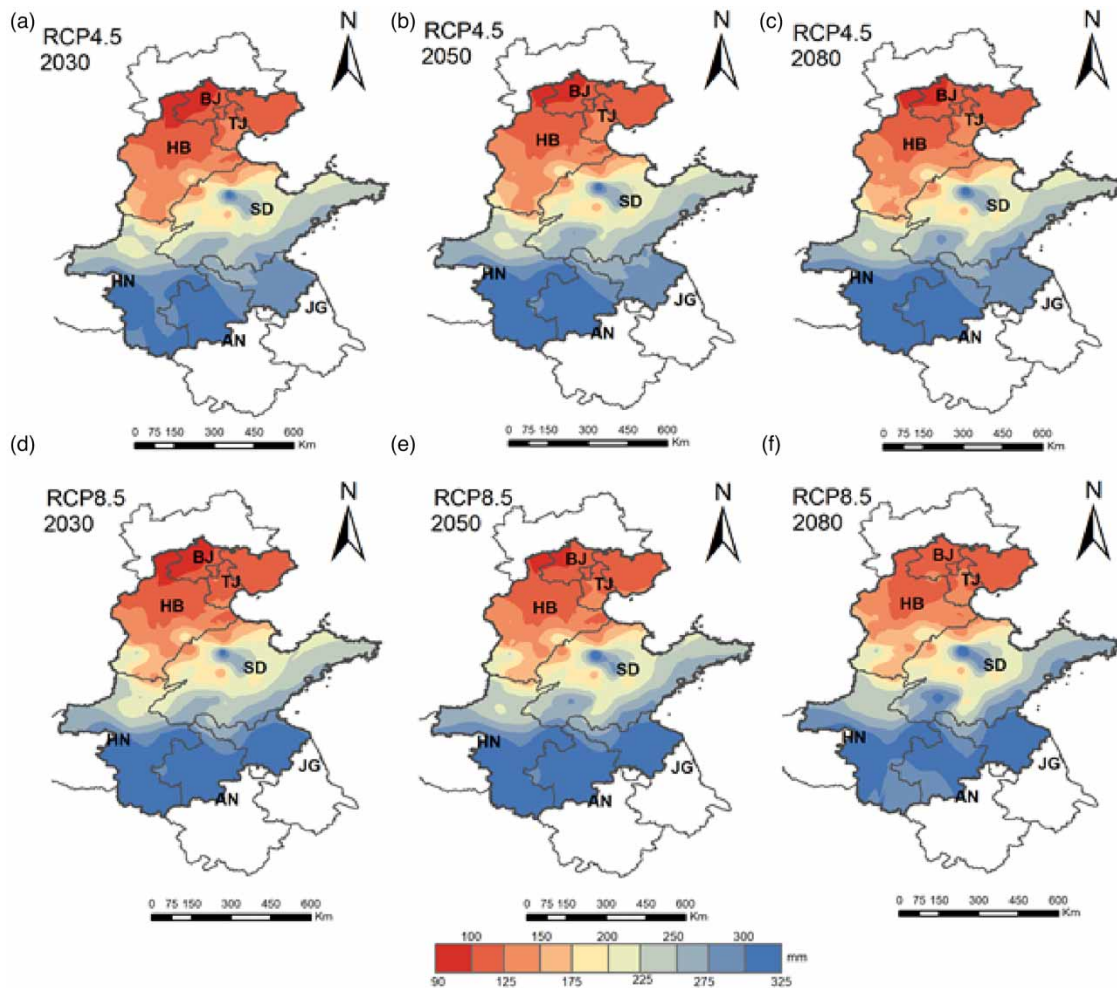 (a)
RCP4.5
2030
N
BJ
TJ
HB
SD
HN
JG
AN
0 75 150 300 450 600
Km
(b)
RCP4.5
2050
N
BJ
TJ
HB
SD
HN
JG
AN
0 75 150 300 450 600
Km
(c)
RCP4.5
2080
N
BJ
TJ
HB
SD
HN
JG
AN
0 75 150 300 450 600
Km
(d)
RCP8.5
2030
N
BJ
TJ
HB
SD
HN
JG
AN
0 75 150 300 450 600
Km
(e)
RCP8.5
2050
N
BJ
TJ
HB
SD
HN
JG
AN
0 75 150 300 450 600
Km
(f)
RCP8.5
2080
N
BJ
TJ
HB
SD
HN
JG
AN
0 75 150 300 450 600
Km
100 150 200 250 300
mm
90 125 175 225 275 325